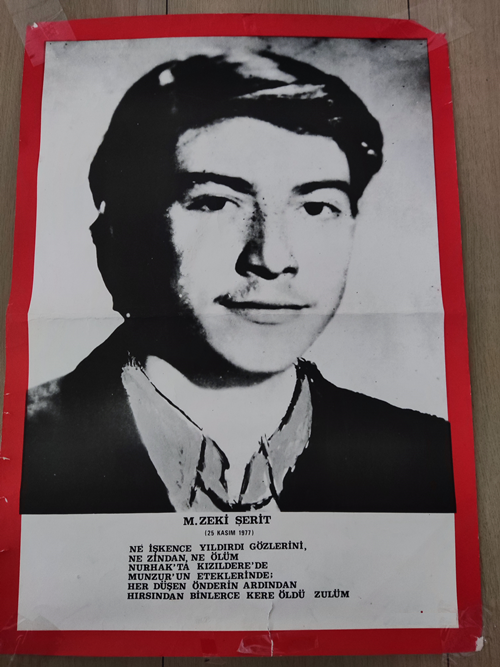 M. ZEKİ ŞERİT
(25 KASIM 1977)
NE İŞKENCE YILDIRDI GÖZLERİNİ,
NE ZİNDAN, NE ÖLÜM
NURHAK'TA KIZILDERE'DE
MUNZUR'UN ETEKLERİNDE;
HER DÜŞEN ÖNDERİN ARDINDAN
HIRSINDAN BİNLERCE KERE ÖLDÜ ZULÜM